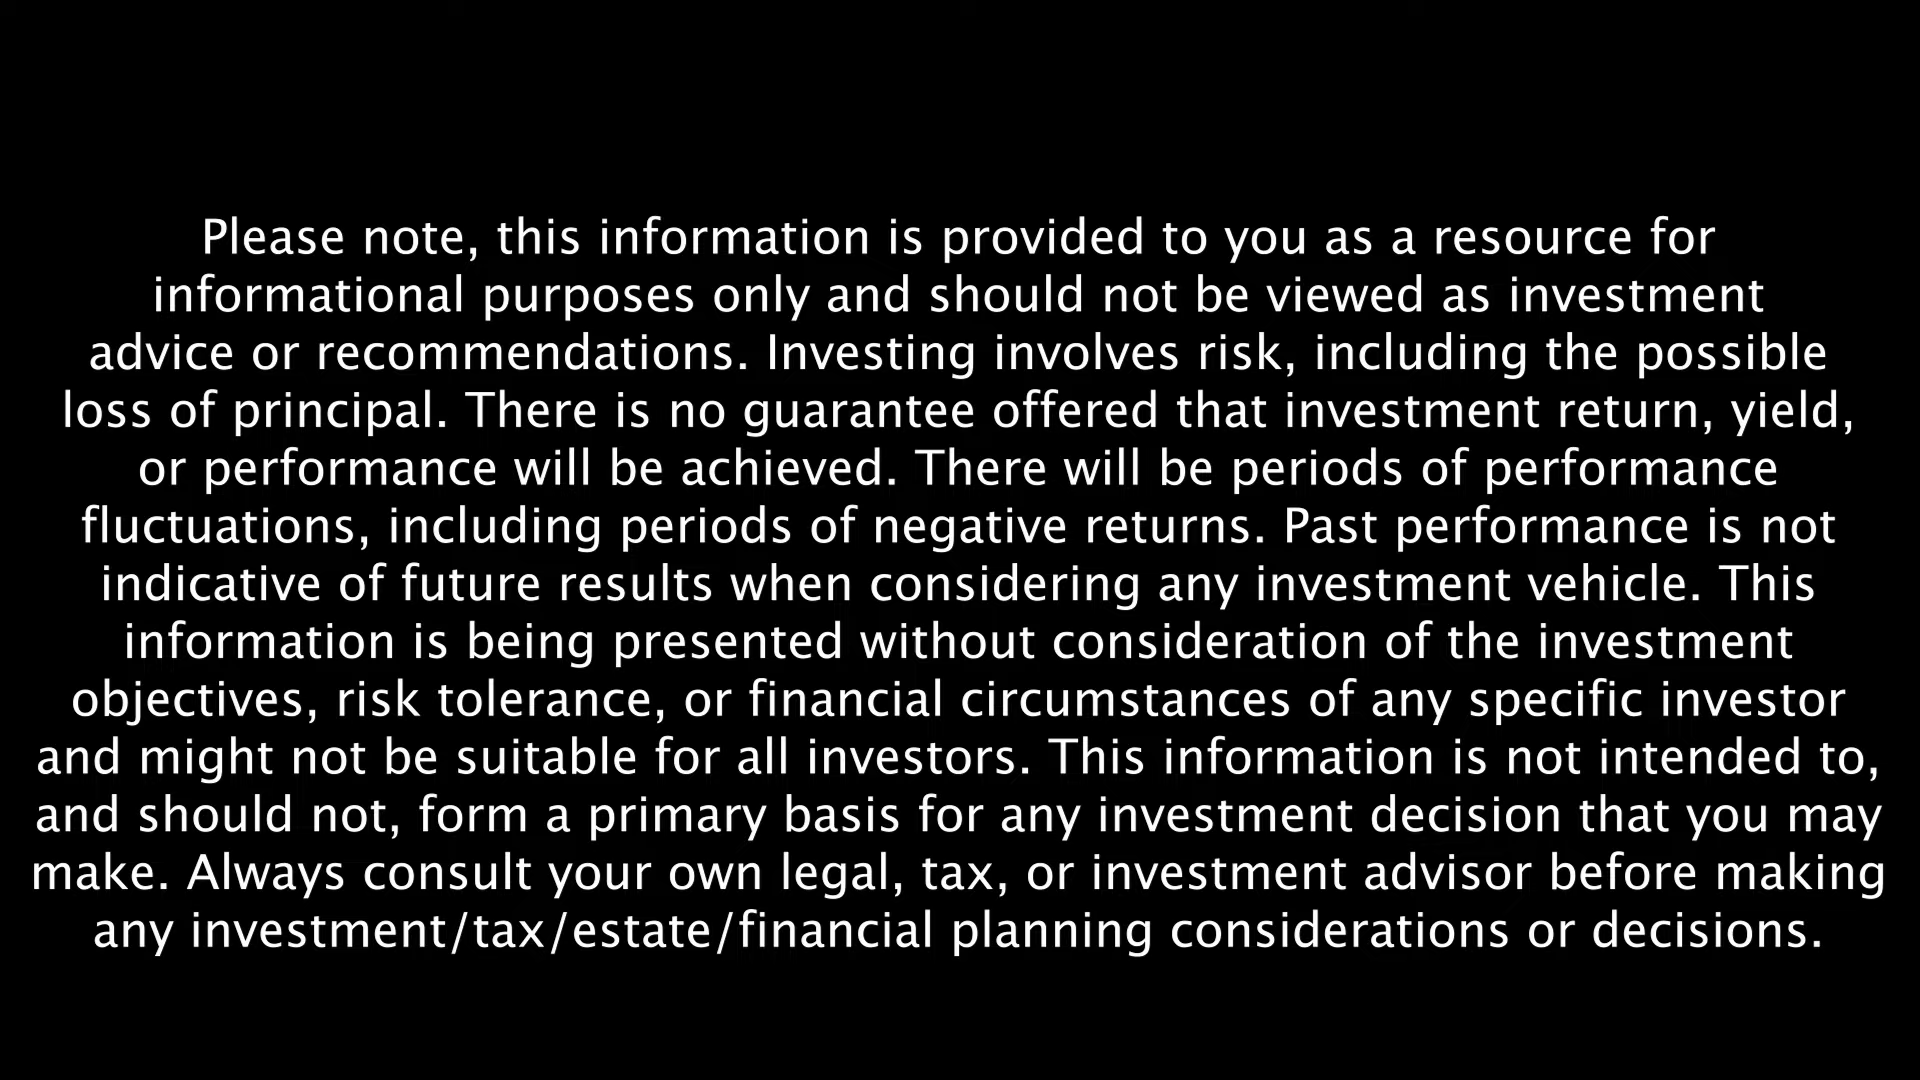 Please note, this information is provided to you as a resource for
informational purposes only and should not be viewed as investment
advice or recommendations. Investing involves risk, including the possible
loss of principal. There is no guarantee offered that investment return, yield,
or performance will be achieved. There will be periods of performance
fluctuations, including periods of negative returns. Past performance is not
indicative of future results when considering any investment vehicle. This
information is being presented without consideration of the investment
objectives, risk tolerance, or financial circumstances of any specific investor
and might not be suitable for all investors. This information is not intended to,
and should not, form a primary basis for any investment decision that you may
make. Always consult your own legal, tax, or investment advisor before making
any investment/tax/estate/financial planning considerations or decisions.